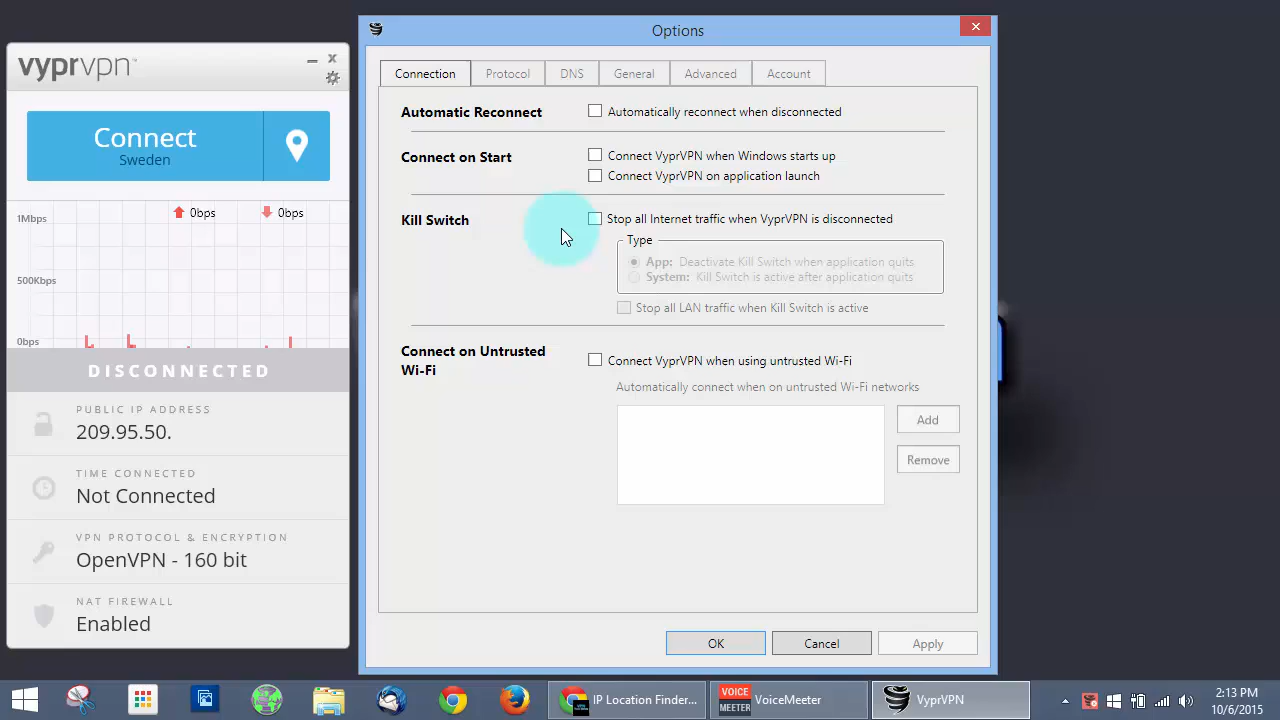 vyprvpn™
Connect
Sweden
1Mbps
0bps
0bps
500Kbps
0bps
DISCONNECTED
PUBLIC IP ADDRESS
209.95.50.
TIME CONNECTED
Not Connected
VPN PROTOCOL & ENCRYPTION
OpenVPN - 160 bit
NAT FIREWALL
Enabled
Options
Connection
Protocol
DNS
General
Advanced
Account
Automatic Reconnect
Automatically reconnect when disconnected
Connect on Start
Connect VyprVPN when Windows starts up
Connect VyprVPN on application launch
Kill Switch
Stop all Internet traffic when VyprVPN is disconnected
Type
App: Deactivate Kill Switch when application quits
System: Kill Switch is active after application quits
Stop all LAN traffic when Kill Switch is active
Connect on Untrusted
Wi-Fi
Connect VyprVPN when using untrusted Wi-Fi
Automatically connect when on untrusted Wi-Fi networks
Add
Remove
OK
Cancel
Apply
IP Location Finder...
VOICE
MEETER
VoiceMeeter
VyprVPN
2:13 PM
10/6/2015